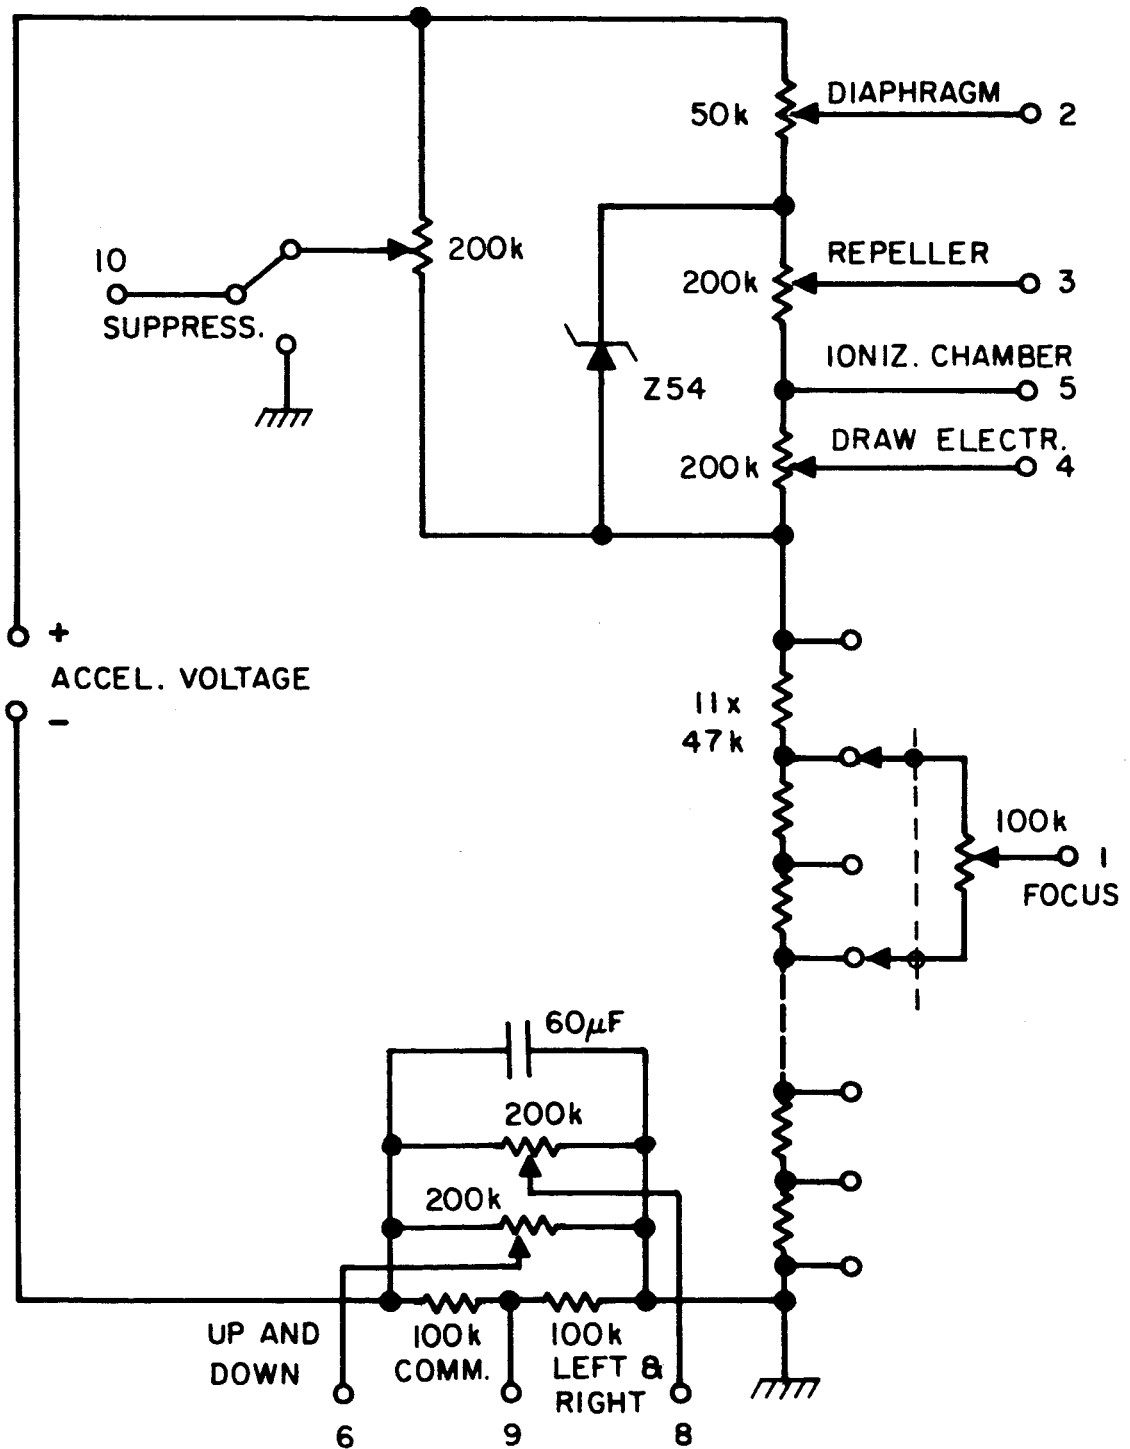 50k
DIAPHRAGM
2
10
SUPPRESS.
200k
REPELLER
200k
3
Z54
IONIZ. CHAMBER
5
DRAW ELECTR.
200k
4
+
ACCEL. VOLTAGE
–
11x
47k
100k
1
FOCUS
60μF
200k
200k
UP AND
DOWN
100k
COMM.
100k
LEFT &
RIGHT
6
9
8